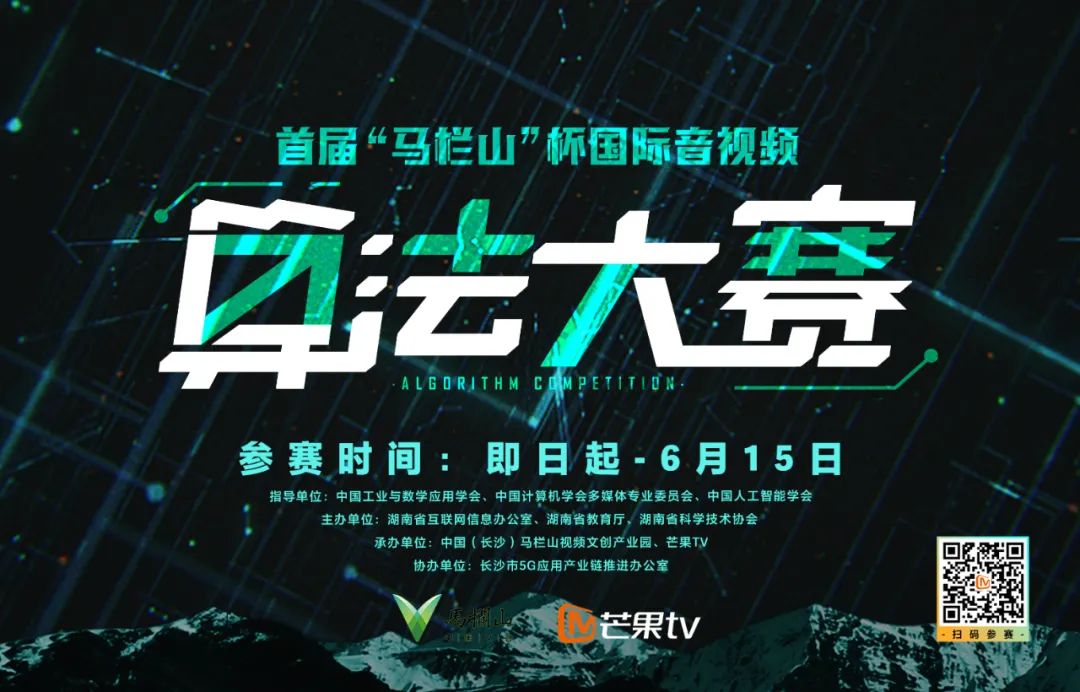 首届“马栏山”杯国际音视频
算法大赛
·ALGORITHM COMPETITION·
参赛时间：即日起-6月15日
指导单位：中国工业与数学应用学会、中国计算机学会多媒体专业委员会、中国人工智能学会
主办单位：湖南省互联网信息办公室、湖南省教育厅、湖南省科学技术协会
承办单位：中国（长沙）马栏山视频文创产业园、芒果TV
协办单位：长沙市5G应用产业链推进办公室
馬欄山
芒果tv
·扫码参赛·